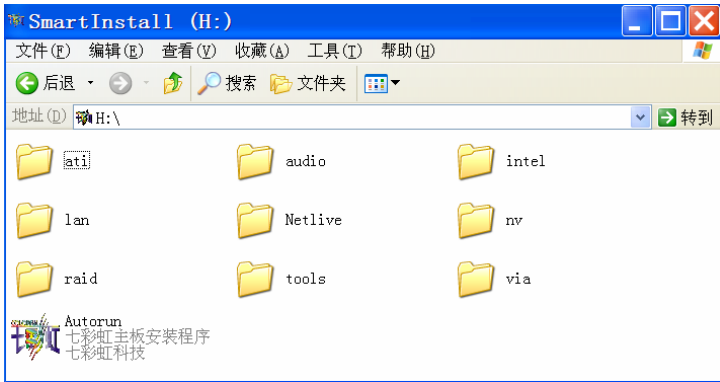 SmartInstall (H:)
文件(F) 编辑(E) 查看(V) 收藏(A) 工具(T) 帮助(H)
后退 搜索 文件夹
地址(D) H:\ 转到
ati audio intel
lan Netlive nv
raid tools via
Autorun
七彩虹主板安装程序
七彩虹科技